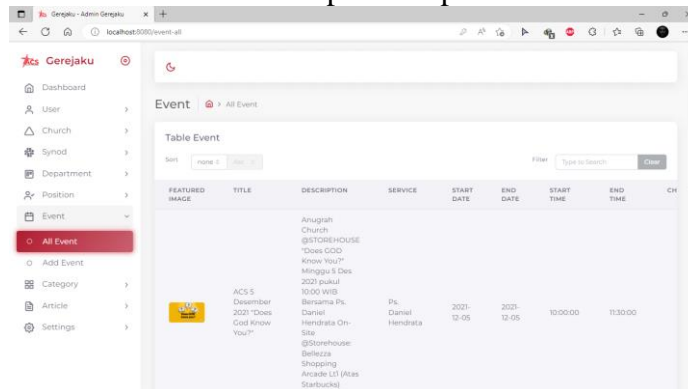 Gerejaku - Admin Gerejaku
localhost:8080/event-all
ACS Gerejaku
Dashboard
User
Church
Synod
Department
Position
Event
All Event
Add Event
Category
Article
Settings
Event
All Event
Table Event
Sort
none
Asc
Filter
Type to Search
Clear
FEATURED IMAGE
TITLE
DESCRIPTION
SERVICE
START DATE
END DATE
START TIME
END TIME
CH
ACS 5
Desember
2021 "Does
God Know
You?"
Anugrah
Church
@STOREHOUSE
"Does GOD
Know You?"
Minggu 5 Des
2021 pukul
10:00 WIB
Bersama Ps.
Daniel
Hendrata On-
Site
@Storehouse
Bellezza
Shopping
Arcade Lt1 (Atas
Starbucks)
Ps.
Daniel
Hendrata
2021-
12-05
2021-
12-05
10:00:00
11:30:00